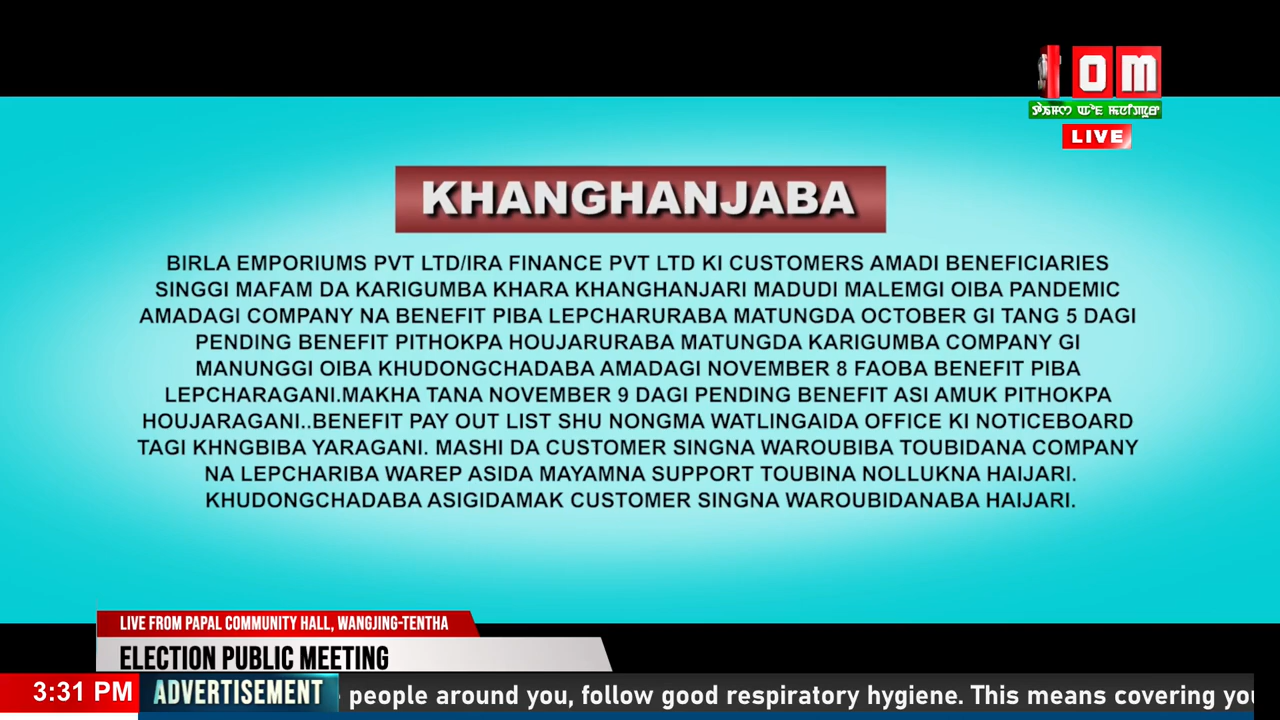 IOM
LIVE
KHANGHANJABA
BIRLA EMPORIUMS PVT LTD/IRA FINANCE PVT LTD KI CUSTOMERS AMADI BENEFICIARIES
SINGGI MAFAM DA KARIGUMBA KHARA KHANGHANJARI MADUDI MALEMGI OIBA PANDEMIC
AMADAGI COMPANY NA BENEFIT PIBA LEPCHARURABA MATUNGDA OCTOBER GI TANG 5 DAGI
PENDING BENEFIT PITHOKPA HOUJARURABA MATUNGDA KARIGUMBA COMPANY GI
MANUNGGI OIBA KHUDONGCHADABA AMADAGI NOVEMBER 8 FAOBA BENEFIT PIBA
LEPCHARAGANI.MAKHA TANA NOVEMBER 9 DAGI PENDING BENEFIT ASI AMUK PITHOKPA
HOUJARAGANI..BENEFIT PAY OUT LIST SHU NONGMA WATLINGAIDA OFFICE KI NOTICEBOARD
TAGI KHNGBIBA YARAGANI. MASHI DA CUSTOMER SINGNA WAROUBIBA TOUBIDANA COMPANY
NA LEPCHARIBA WAREP ASIDA MAYAMNA SUPPORT TOUBINA NOLLUKNA HAIJARI.
KHUDONGCHADABA ASIGIDAMAK CUSTOMER SINGNA WAROUBIDANABA HAIJARI.
LIVE FROM PAPAL COMMUNITY HALL, WANGJING-TENTHA
ELECTION PUBLIC MEETING
3:31 PM ADVERTISEMENT people around you, follow good respiratory hygiene. This means covering